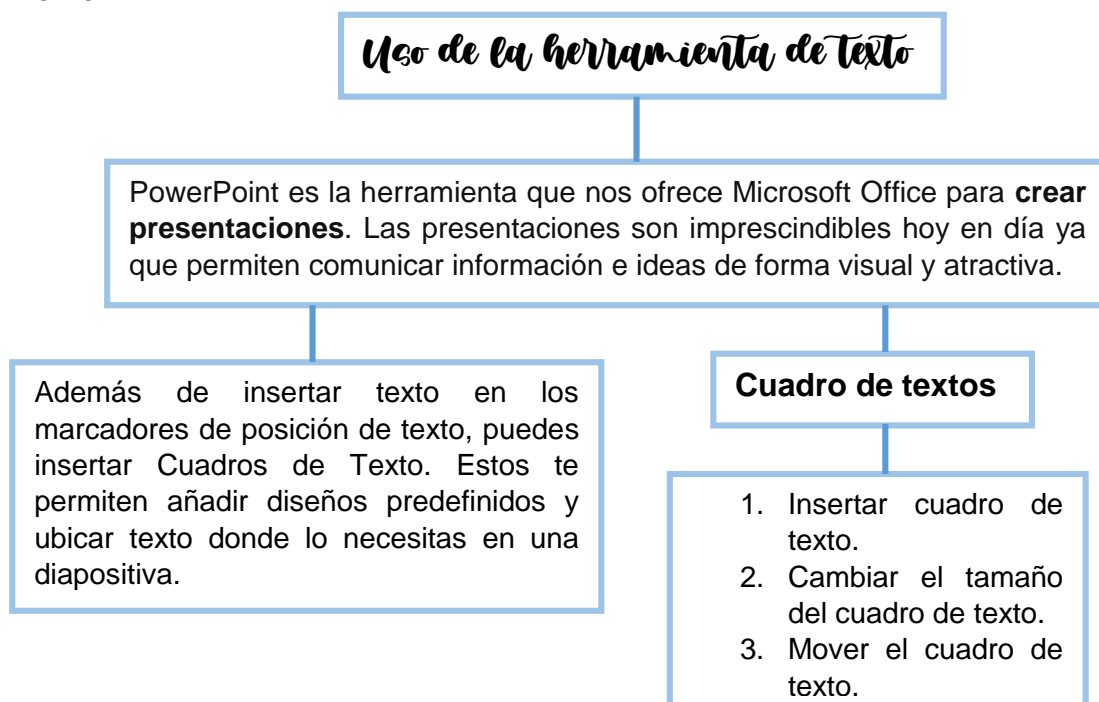 Uso de la herramienta de texto
PowerPoint es la herramienta que nos ofrece Microsoft Office para crear
presentaciones. Las presentaciones son imprescindibles hoy en día ya
que permiten comunicar información e ideas de forma visual y atractiva.
Además de insertar texto en los
marcadores de posición de texto, puedes
insertar Cuadros de Texto. Estos te
permiten añadir diseños predefinidos y
ubicar texto donde lo necesitas en una
diapositiva.
Cuadro de textos
1. Insertar cuadro de
texto.
2. Cambiar el tamaño
del cuadro de texto.
3. Mover el cuadro de
texto.